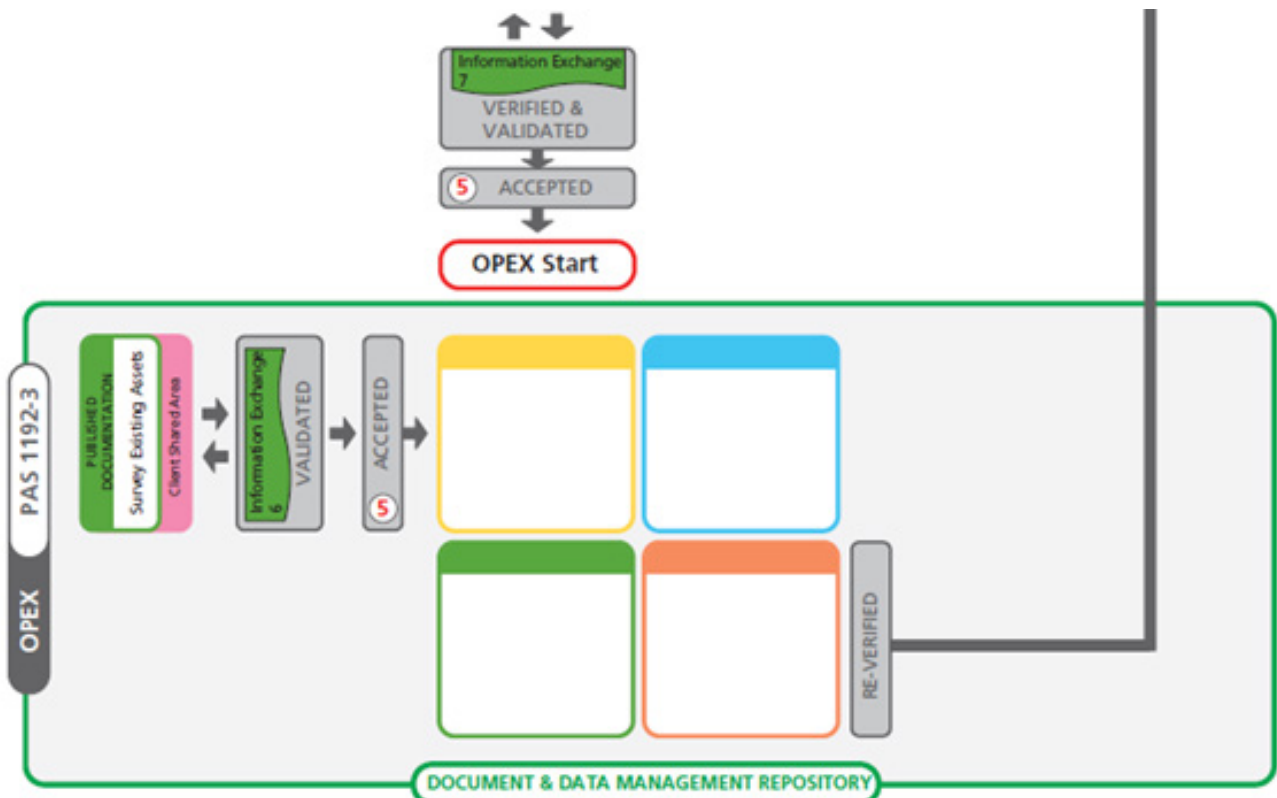 Information Exchange
7
VERIFIED &
VALIDATED
5 ACCEPTED
OPEX Start
OPEX PAS 1192-3
PUBLISHED
DOCUMENTATION
Survey Existing Assets
Client Shared Area
Information Exchange
6
VALIDATED
5 ACCEPTED
RE-VERIFIED
DOCUMENT & DATA MANAGEMENT REPOSITORY